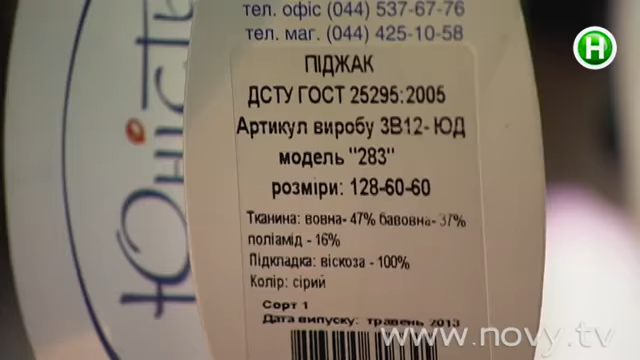 тел. офіс (044) 537-67-76
тел. маг. (044) 425-10-58
Н
ПІДЖАК
ДСТУ ГОСТ 25295:2005
Артикул виробу 3В12- ЮД
модель "283"
розміри: 128-60-60
Тканина: вовна- 47% бавовна- 37%
поліамід - 16%
Підкладка: віскоза - 100%
Колір: сірий
Сорт 1
Дата випуску: травень 2013
www.novy.tv